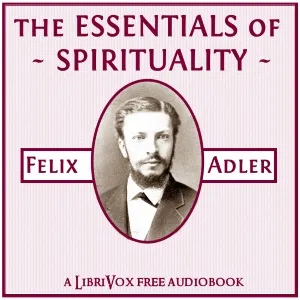 THE ESSENTIALS OF
~ SPIRITUALITY ~
FELIX ADLER
A LIBRIVOX FREE AUDIOBOOK